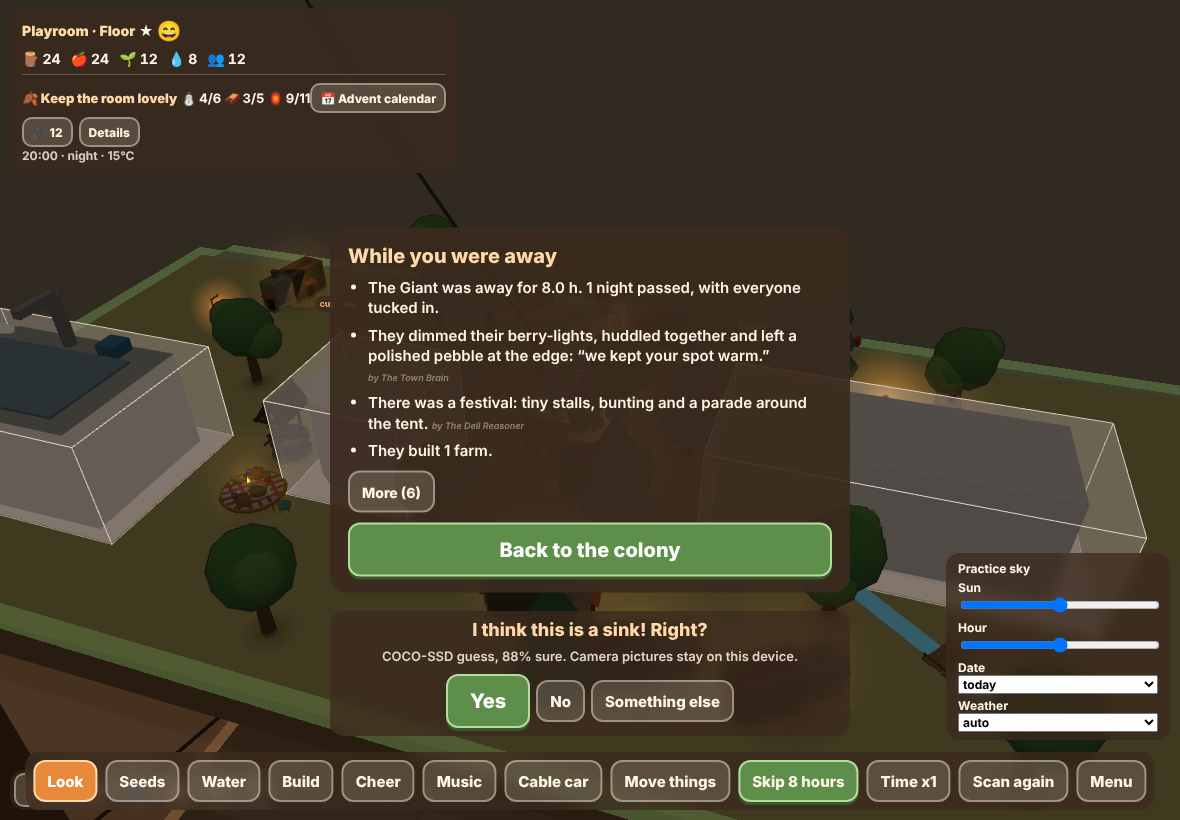 Playroom · Floor ★ 😄
🪵 24 🍎 24 🌱 12 💧 8 👥 12
🍂 Keep the room lovely ⛄ 4/6 🛷 3/5 🧧 9/11 📅 Advent calendar
12 Details
20:00 · night · 15°C
While you were away
• The Giant was away for 8.0 h. 1 night passed, with everyone
tucked in.
• They dimmed their berry-lights, huddled together and left a
polished pebble at the edge: “we kept your spot warm.”
by The Town Brain
• There was a festival: tiny stalls, bunting and a parade around
the tent. by The Dell Reasoner
• They built 1 farm.
More (6)
Back to the colony
I think this is a sink! Right?
COCO-SSD guess, 88% sure. Camera pictures stay on this device.
Yes No Something else
Practice sky
Sun
Hour
Date
today
Weather
auto
Look Seeds Water Build Cheer Music Cable car Move things Skip 8 hours Time x1 Scan again Menu